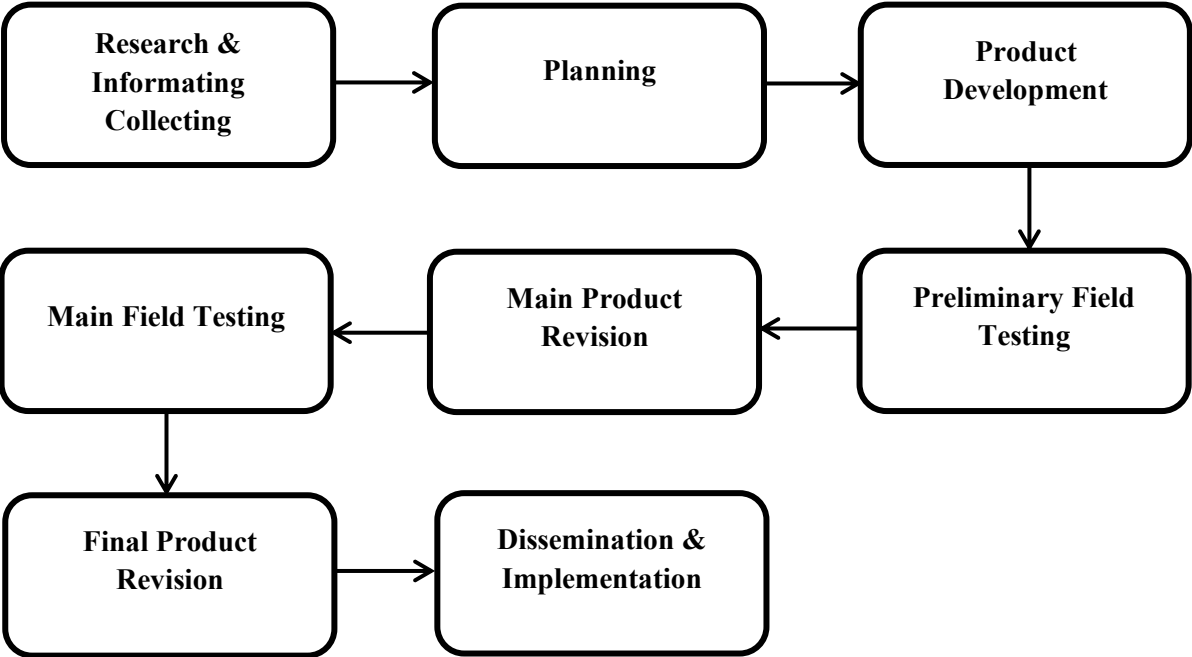 Research &
Informating
Collecting
Planning
Product
Development
Preliminary Field
Testing
Main Product
Revision
Main Field Testing
Final Product
Revision
Dissemination &
Implementation